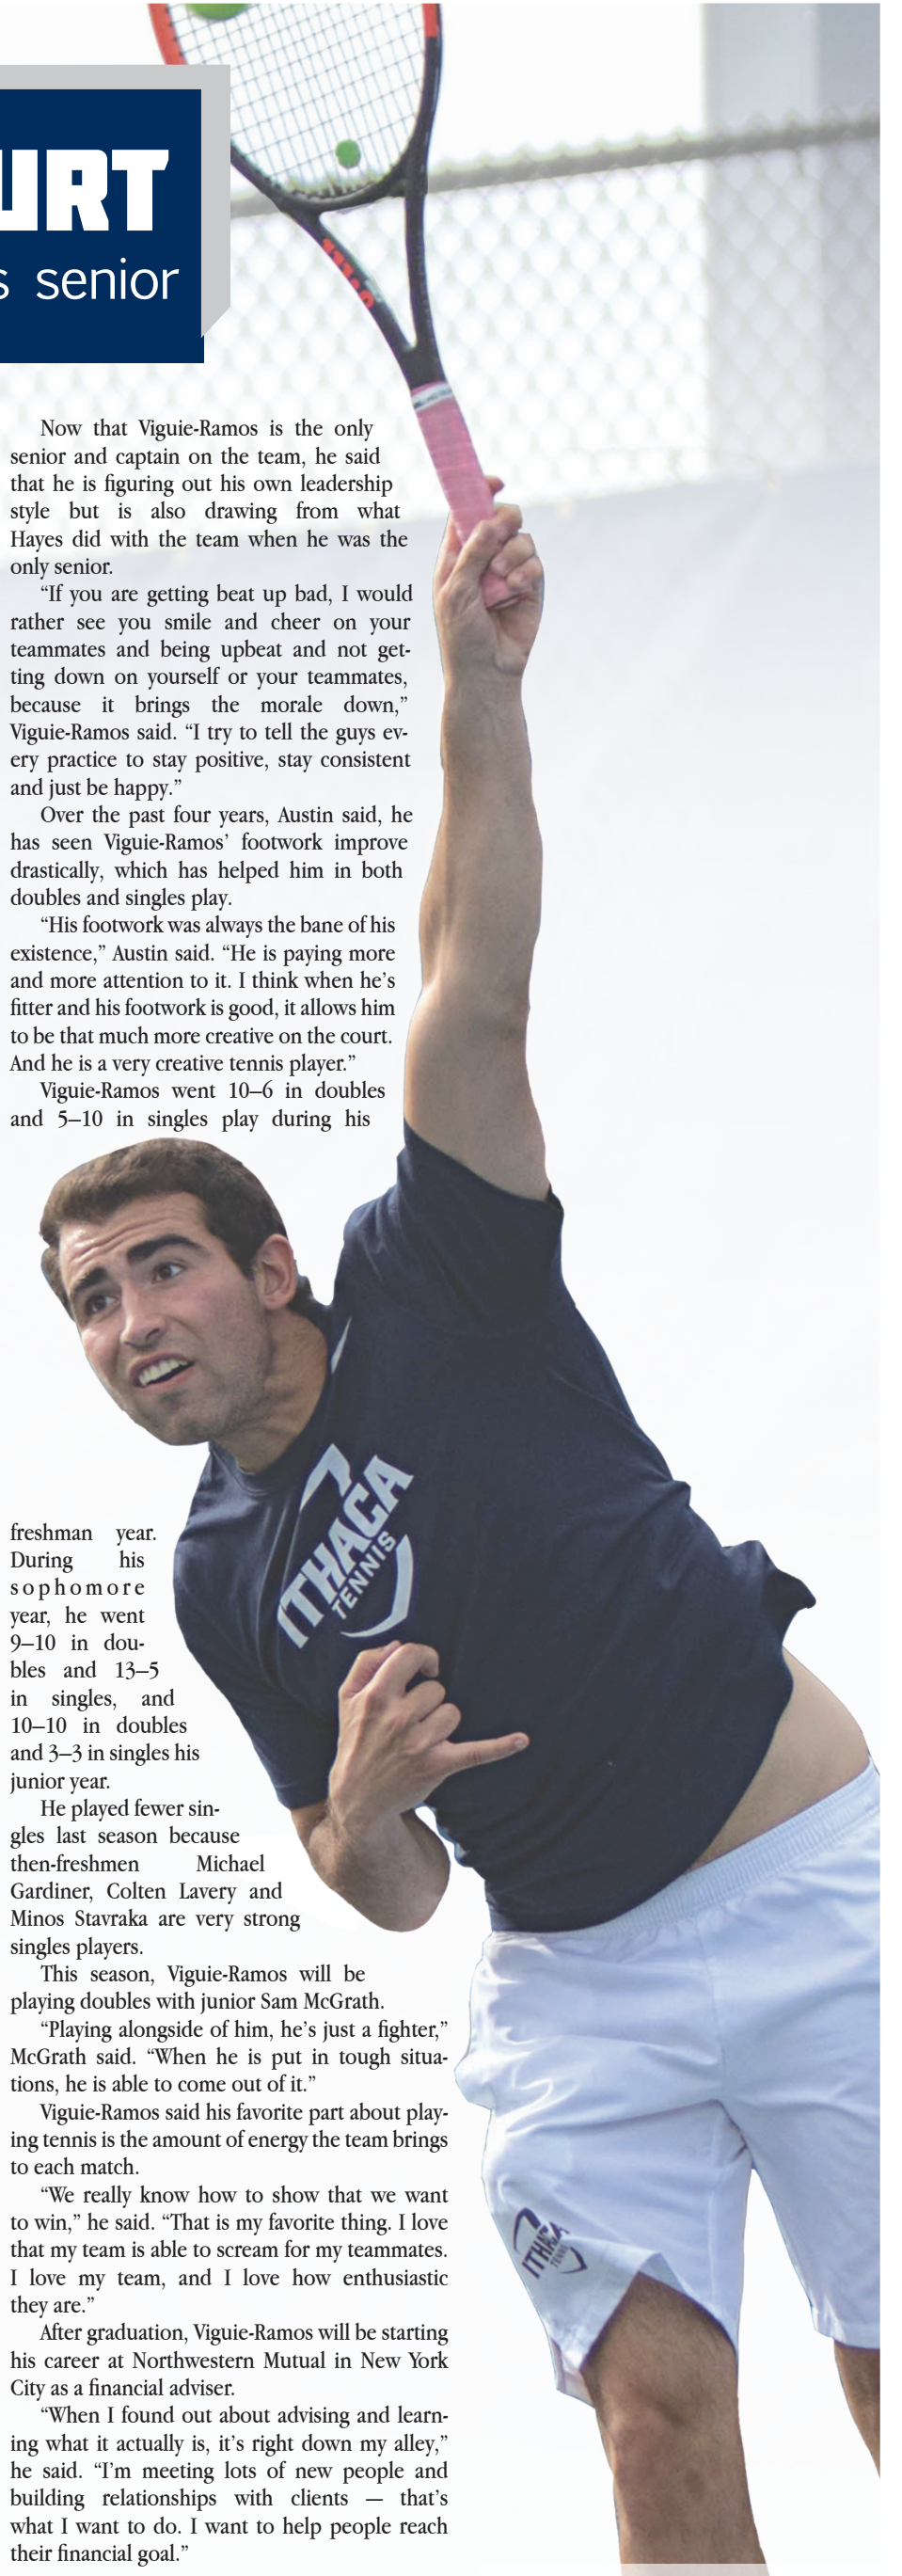 URT
s senior
Now that Viguie-Ramos is the only
senior and captain on the team, he said
that he is figuring out his own leadership
style but is also drawing from what
Hayes did with the team when he was the
only senior.
“If you are getting beat up bad, I would
rather see you smile and cheer on your
teammates and being upbeat and not get-
ting down on yourself or your teammates,
because it brings the morale down,”
Viguie-Ramos said. “I try to tell the guys ev-
ery practice to stay positive, stay consistent
and just be happy.”
Over the past four years, Austin said, he
has seen Viguie-Ramos’ footwork improve
drastically, which has helped him in both
doubles and singles play.
“His footwork was always the bane of his
existence,” Austin said. “He is paying more
and more attention to it. I think when he’s
fitter and his footwork is good, it allows him
to be that much more creative on the court.
And he is a very creative tennis player.”
Viguie-Ramos went 10–6 in doubles
and 5–10 in singles play during his
freshman year.
During his
sophomore
year, he went
9–10 in dou-
bles and 13–5
in singles, and
10–10 in doubles
and 3–3 in singles his
junior year.
He played fewer sin-
gles last season because
then-freshmen Michael
Gardiner, Colten Lavery and
Minos Stavraka are very strong
singles players.
This season, Viguie-Ramos will be
playing doubles with junior Sam McGrath.
“Playing alongside of him, he’s just a fighter,”
McGrath said. “When he is put in tough situa-
tions, he is able to come out of it.”
Viguie-Ramos said his favorite part about play-
ing tennis is the amount of energy the team brings
to each match.
“We really know how to show that we want
to win,” he said. “That is my favorite thing. I love
that my team is able to scream for my teammates.
I love my team, and I love how enthusiastic
they are.”
After graduation, Viguie-Ramos will be starting
his career at Northwestern Mutual in New York
City as a financial adviser.
“When I found out about advising and learn-
ing what it actually is, it’s right down my alley,”
he said. “I’m meeting lots of new people and
building relationships with clients — that’s
what I want to do. I want to help people reach
their financial goal.”
ITHACA
TENNIS
ITHACA
TENNIS